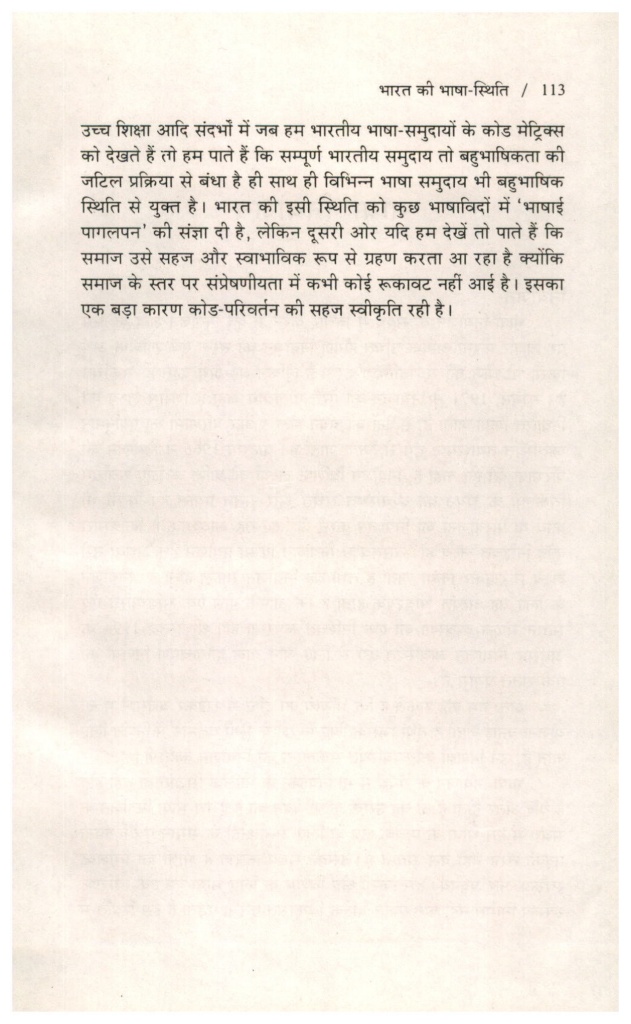 भारत की भाषा-स्थिति / 113
उच्च शिक्षा आदि संदर्भों में जब हम भारतीय भाषा-समुदायों के कोड मेट्रिक्स
को देखते हैं तो हम पाते हैं कि सम्पूर्ण भारतीय समुदाय तो बहुभाषिकता की
जटिल प्रक्रिया से बंधा है ही साथ ही विभिन्न भाषा समुदाय भी बहुभाषिक
स्थिति से युक्त है। भारत की इसी स्थिति को कुछ भाषाविदों में ‘भाषाई
पागलपन’ की संज्ञा दी है, लेकिन दूसरी ओर यदि हम देखें तो पाते हैं कि
समाज उसे सहज और स्वाभाविक रूप से ग्रहण करता आ रहा है क्योंकि
समाज के स्तर पर संप्रेषणीयता में कभी कोई रूकावट नहीं आई है। इसका
एक बड़ा कारण कोड-परिवर्तन की सहज स्वीकृति रही है।